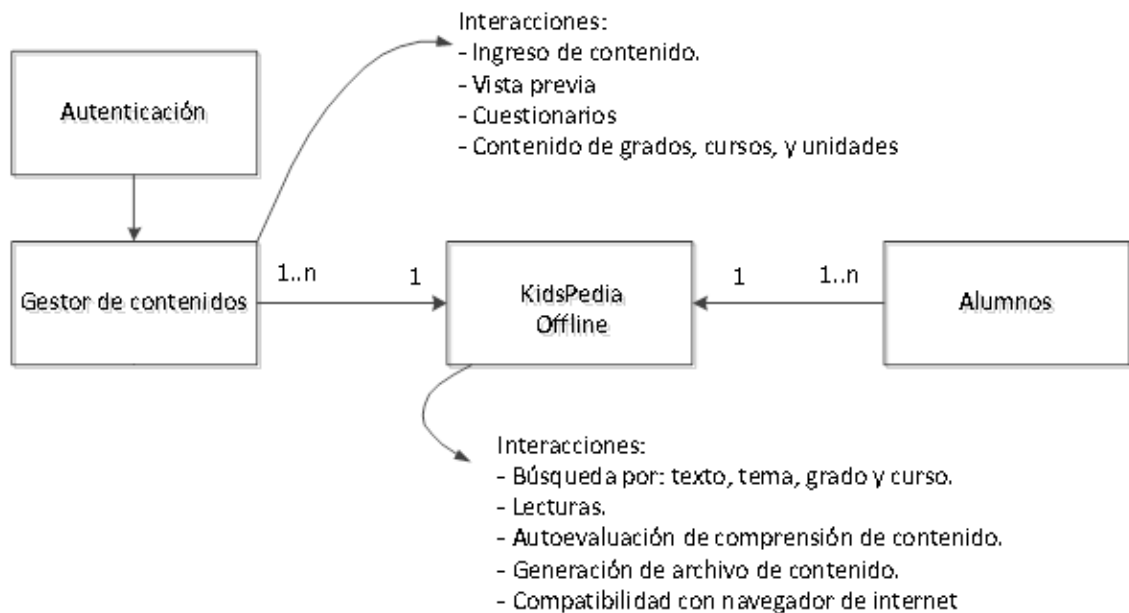 Interacciones:
- Ingreso de contenido.
- Vista previa
- Cuestionarios
- Contenido de grados, cursos, y unidades
Autenticación
Gestor de contenidos
1..n
1
KidsPedia
Offline
1
1..n
Alumnos
Interacciones:
- Búsqueda por: texto, tema, grado y curso.
- Lecturas.
- Autoevaluación de comprensión de contenido.
- Generación de archivo de contenido.
- Compatibilidad con navegador de internet